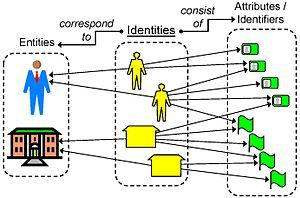 correspond
to
consist
of
Attributes /
Identifiers
Entities
Identities